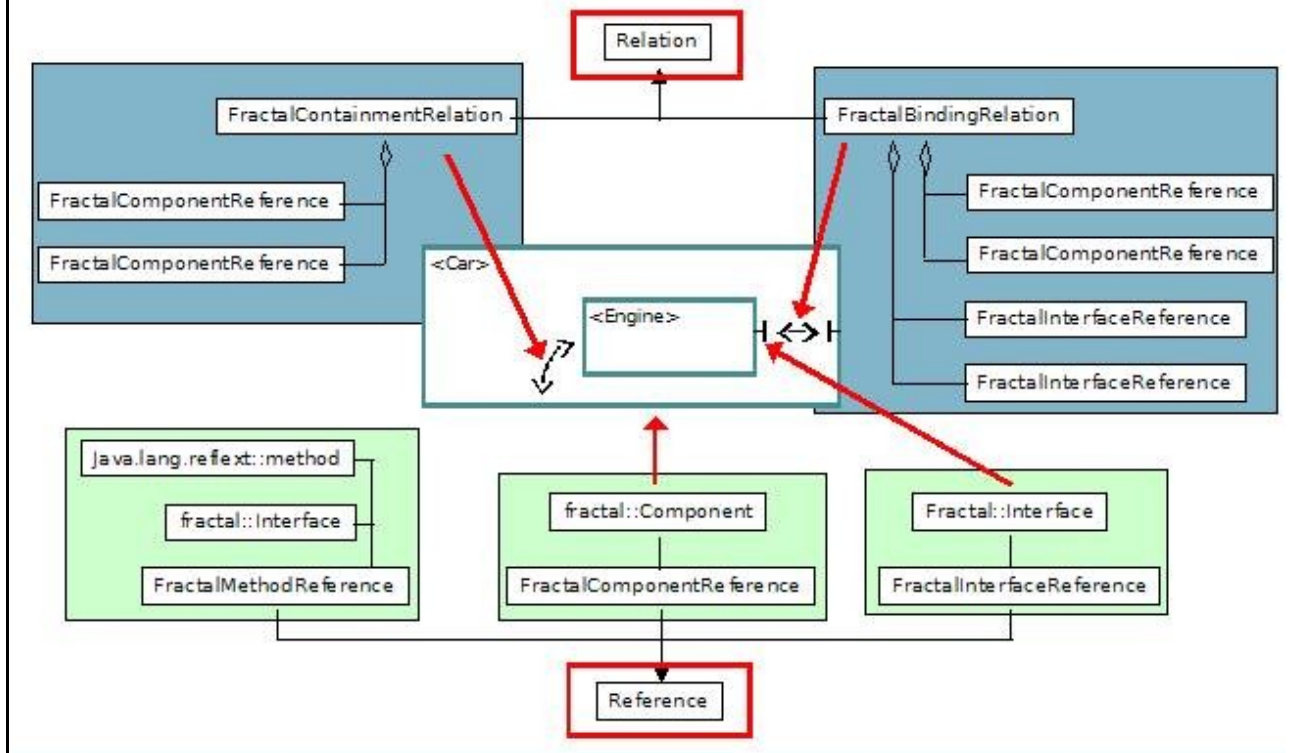 Relation
FractalContainmentRelation
FractalBindingRelation
FractalComponentReference
FractalComponentReference
FractalComponentReference
FractalComponentReference
<Car>
<Engine>
FractalInterfaceReference
FractalInterfaceReference
Java.lang.reflext::method
fractal::Interface
FractalMethodReference
fractal::Component
FractalComponentReference
Fractal::Interface
FractalInterfaceReference
Reference